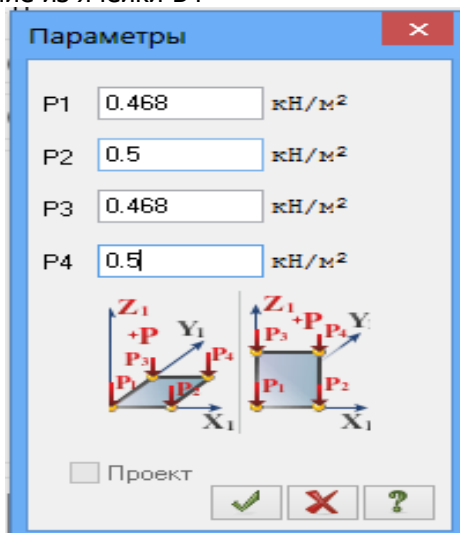 Параметры
P1 0.468 кН/м²
P2 0.5 кН/м²
P3 0.468 кН/м²
P4 0.5 кН/м²
Z₁ +P Y₁ P₃ P₄ P₁ P₂ X₁
Z₁ +P Y P₃ P₄ P₁ P₂ X₁
Проект
?